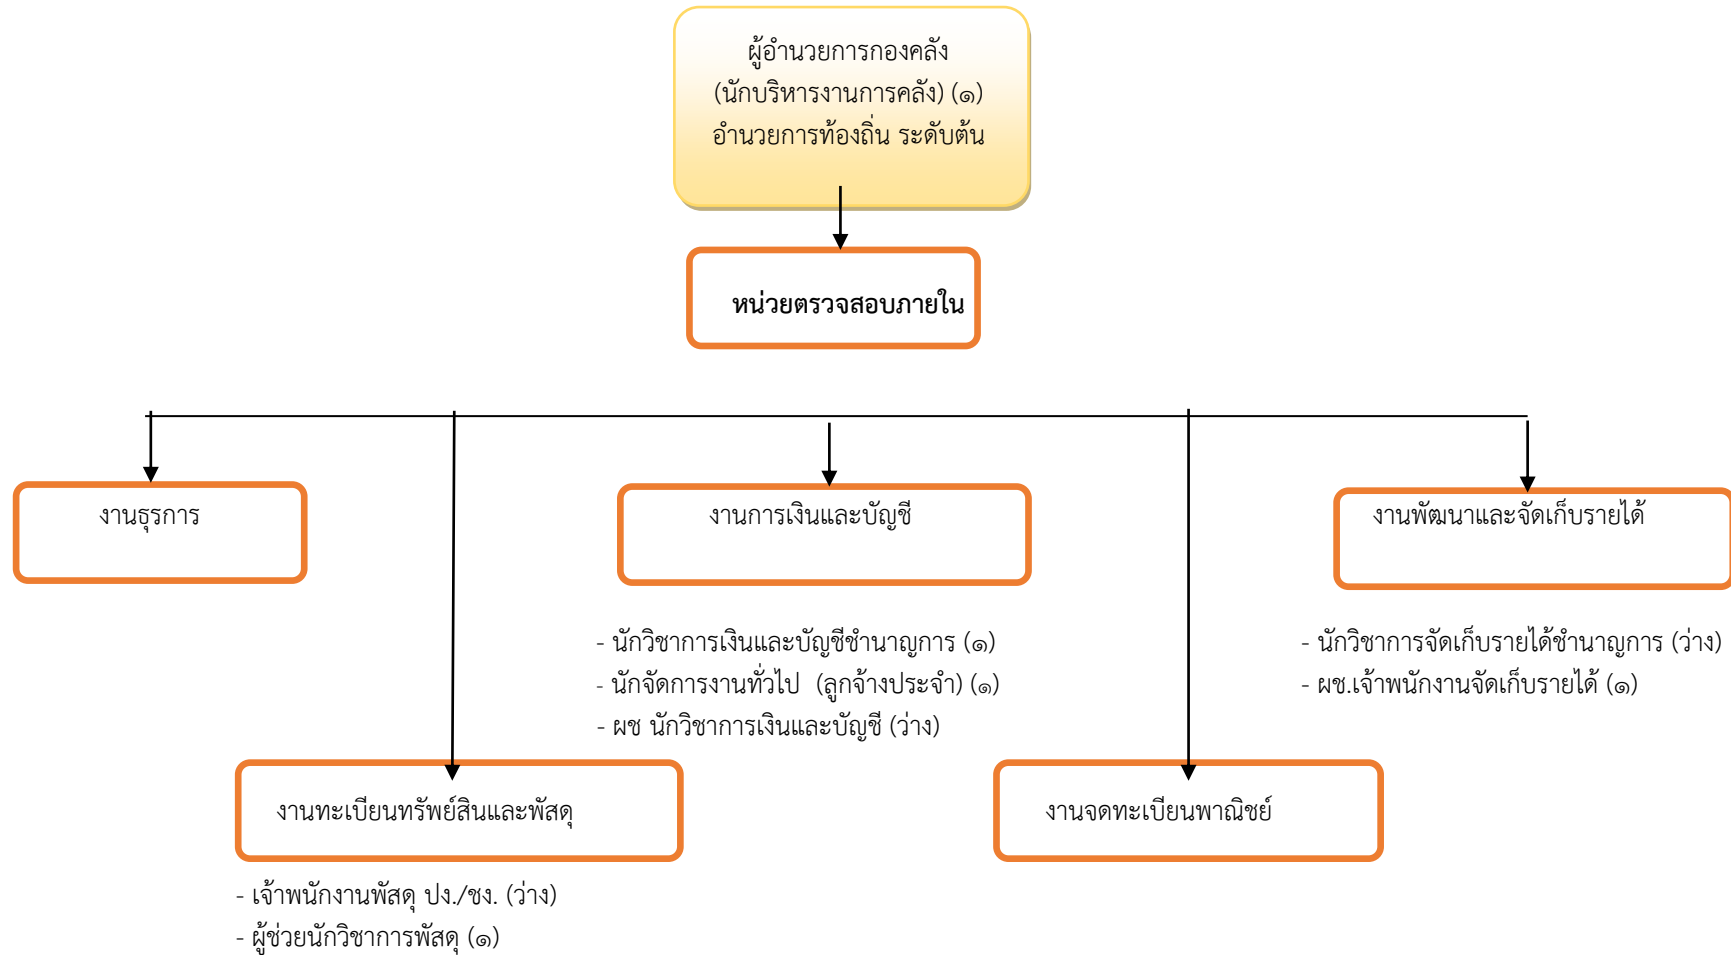 ผู้อำนวยการกองคลัง
(นักบริหารงานการคลัง) (๑)
อำนวยการท้องถิ่น ระดับต้น
หน่วยตรวจสอบภายใน
งานธุรการ
งานการเงินและบัญชี
งานพัฒนาและจัดเก็บรายได้
- นักวิชาการเงินและบัญชีชำนาญการ (๑)
- นักจัดการงานทั่วไป (ลูกจ้างประจำ) (๑)
- ผช นักวิชาการเงินและบัญชี (ว่าง)
- นักวิชาการจัดเก็บรายได้ชำนาญการ (ว่าง)
- ผช.เจ้าพนักงานจัดเก็บรายได้ (๑)
งานทะเบียนทรัพย์สินและพัสดุ
งานจดทะเบียนพาณิชย์
- เจ้าพนักงานพัสดุ ปง./ชง. (ว่าง)
- ผู้ช่วยนักวิชาการพัสดุ (๑)